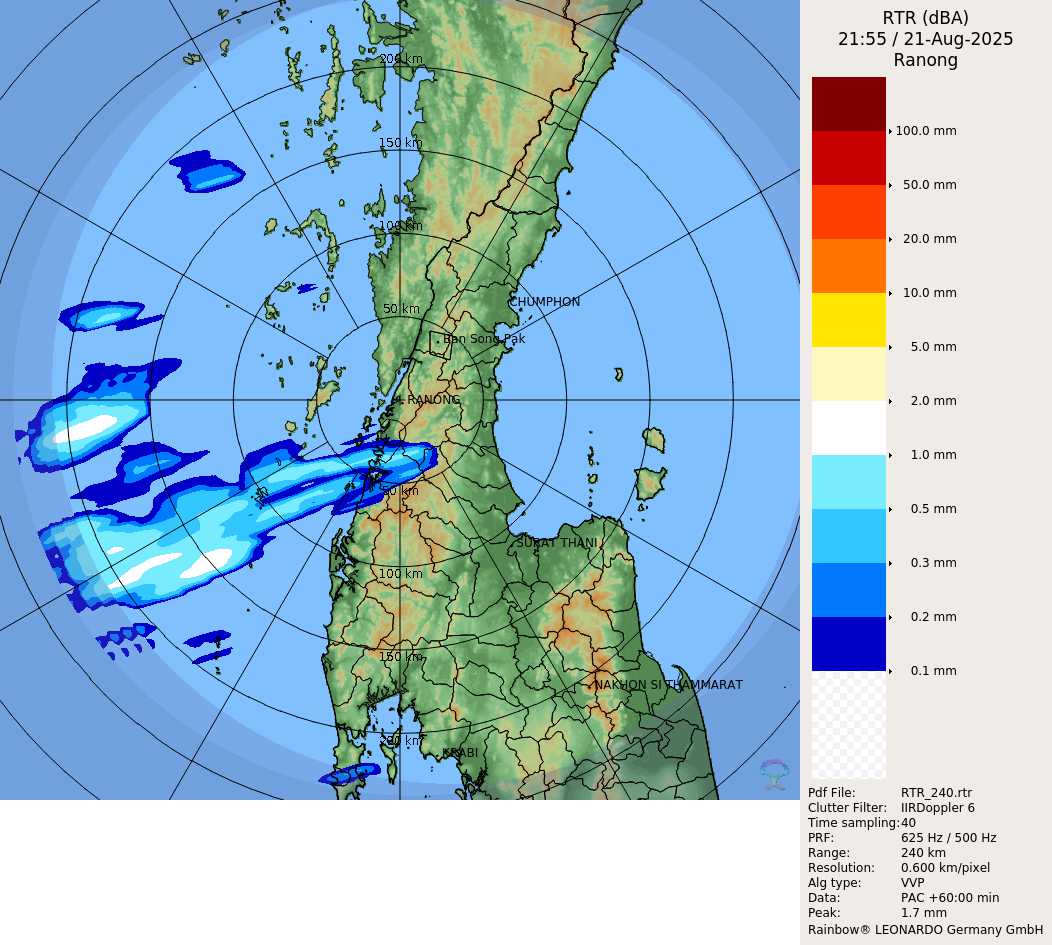 RTR (dBA)
21:55 / 21-Aug-2025
Ranong
100.0 mm
50.0 mm
20.0 mm
10.0 mm
5.0 mm
2.0 mm
1.0 mm
0.5 mm
0.3 mm
0.2 mm
0.1 mm
Pdf File: RTR_240.rtr
Clutter Filter: IIRDoppler 6
Time sampling: 40
PRF: 625 Hz / 500 Hz
Range: 240 km
Resolution: 0.600 km/pixel
Alg type: VVP
Data: PAC +60:00 min
Peak: 1.7 mm
Rainbow® LEONARDO Germany GmbH
200 km
150 km
100 km
CHUMPHON
50 km
Ban Song Pak
RANONG
50 km
SURAT THANI
100 km
150 km
NAKHON SI THAMMARAT
200 km
KRABI